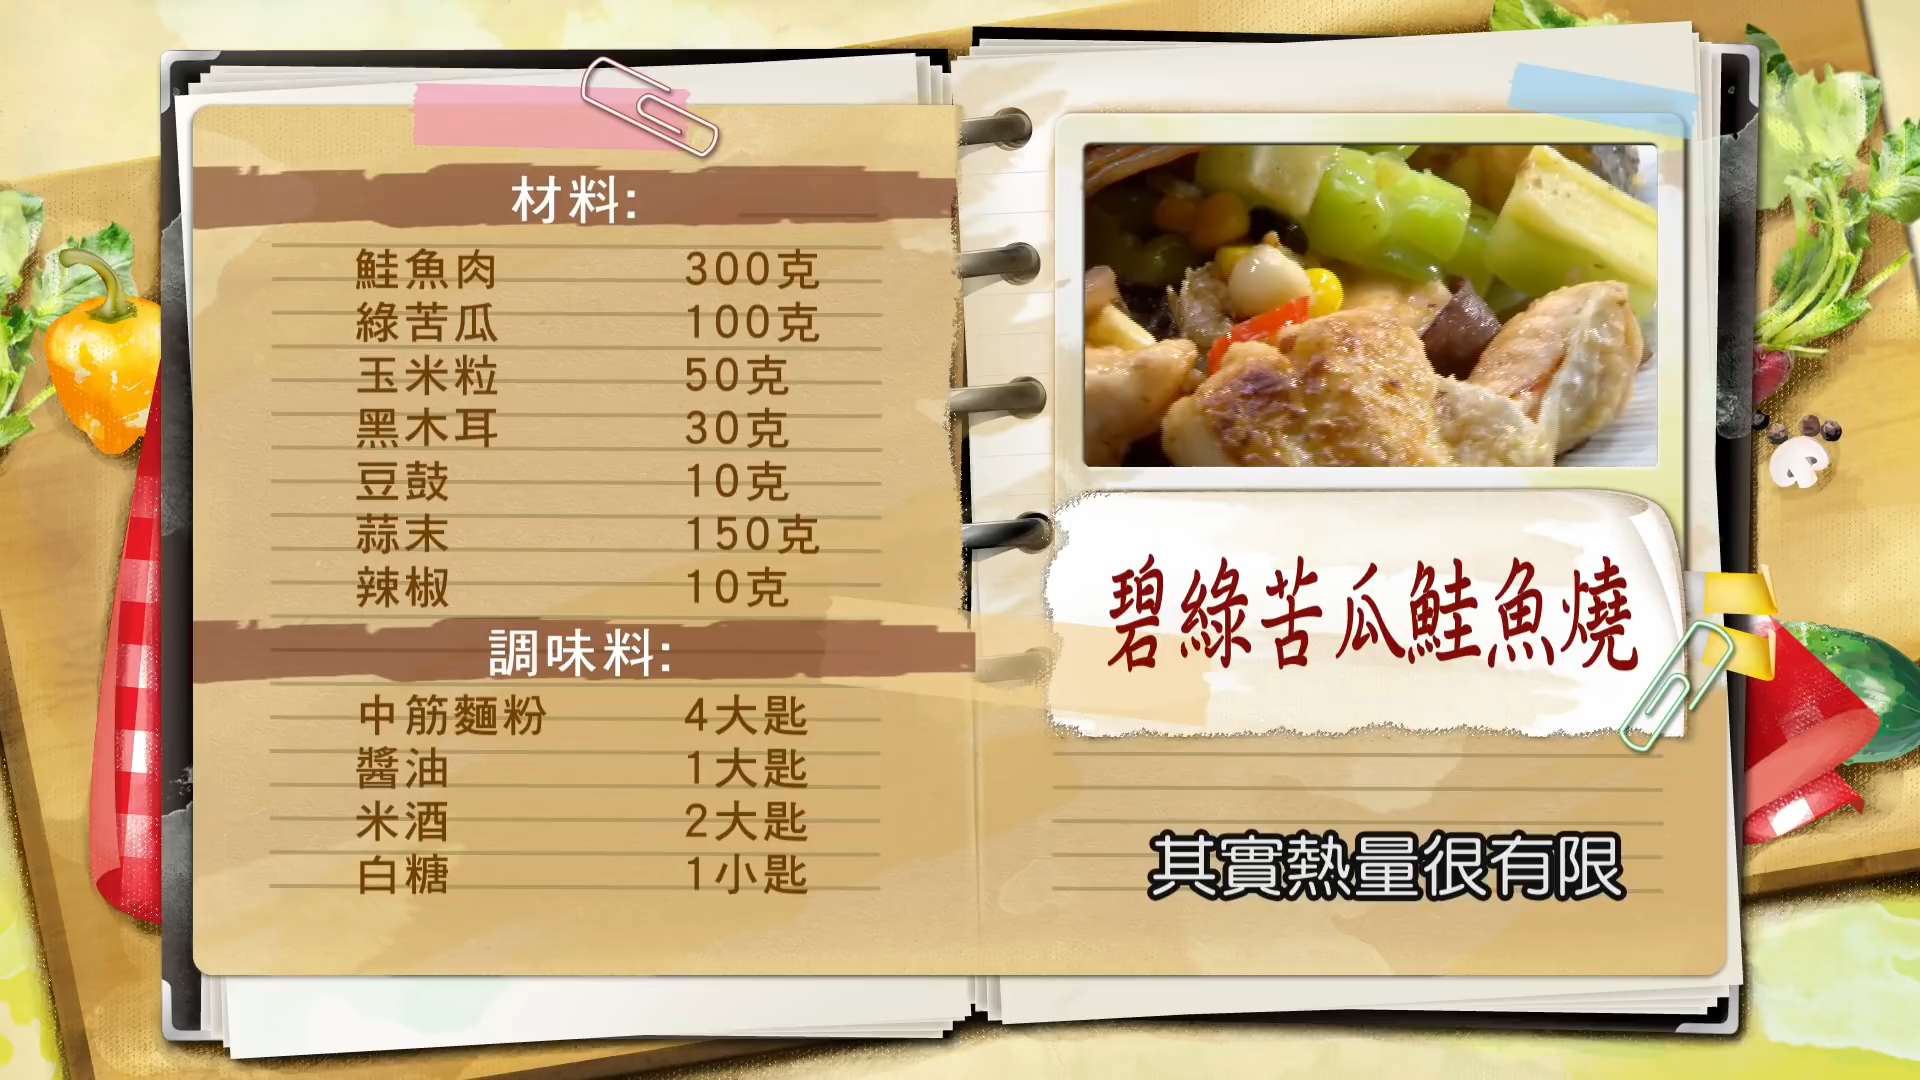 材料:
鮭魚肉 300克
綠苦瓜 100克
玉米粒 50克
黑木耳 30克
豆鼓 10克
蒜末 150克
辣椒 10克
調味料:
中筋麵粉 4大匙
醬油 1大匙
米酒 2大匙
白糖 1小匙
碧綠苦瓜鮭魚燒
其實熱量很有限